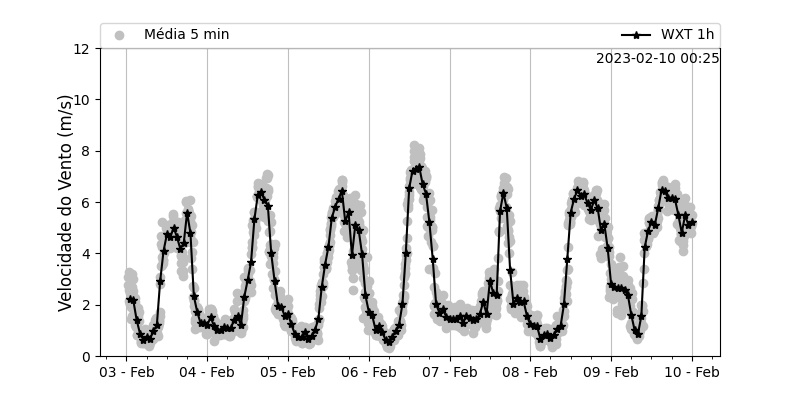 Média 5 min
WXT 1h
2023-02-10 00:25
Velocidade do Vento (m/s)
12
10
8
6
4
2
0
03 - Feb
04 - Feb
05 - Feb
06 - Feb
07 - Feb
08 - Feb
09 - Feb
10 - Feb